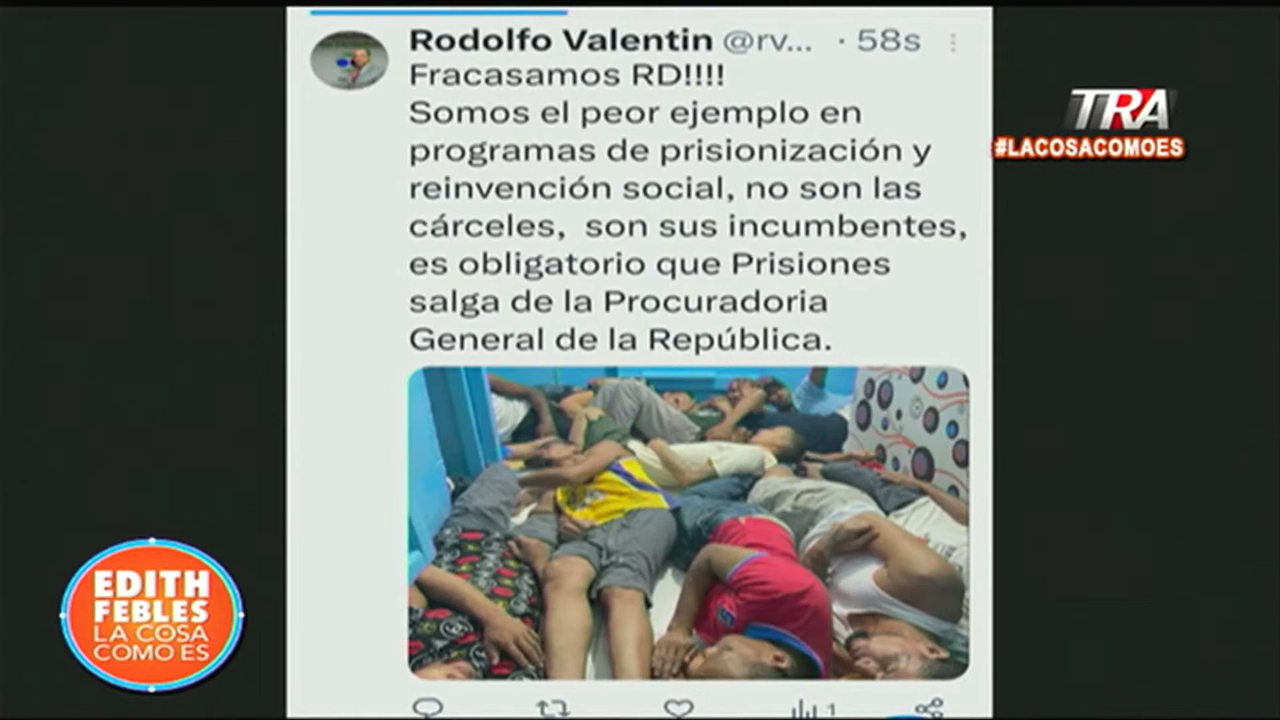 Rodolfo Valentin @rv... · 58s
Fracasamos RD!!!!
Somos el peor ejemplo en
programas de prisionización y
reinvención social, no son las
cárceles, son sus incumbentes,
es obligatorio que Prisiones
salga de la Procuradoria
General de la República.
1
TRA
#LACOSACOMOES
EDITH
FEBLES
LA COSA
COMO ES